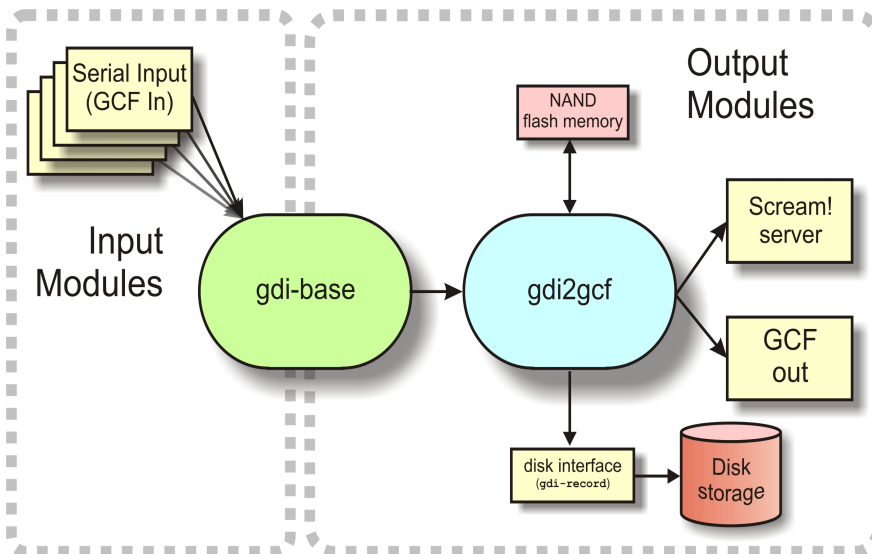 Serial Input
(GCF In)
Input
Modules
gdi-base
NAND
flash memory
Output
Modules
gdi2gcf
Scream!
server
GCF
out
disk interface
(gdi-record)
Disk
storage